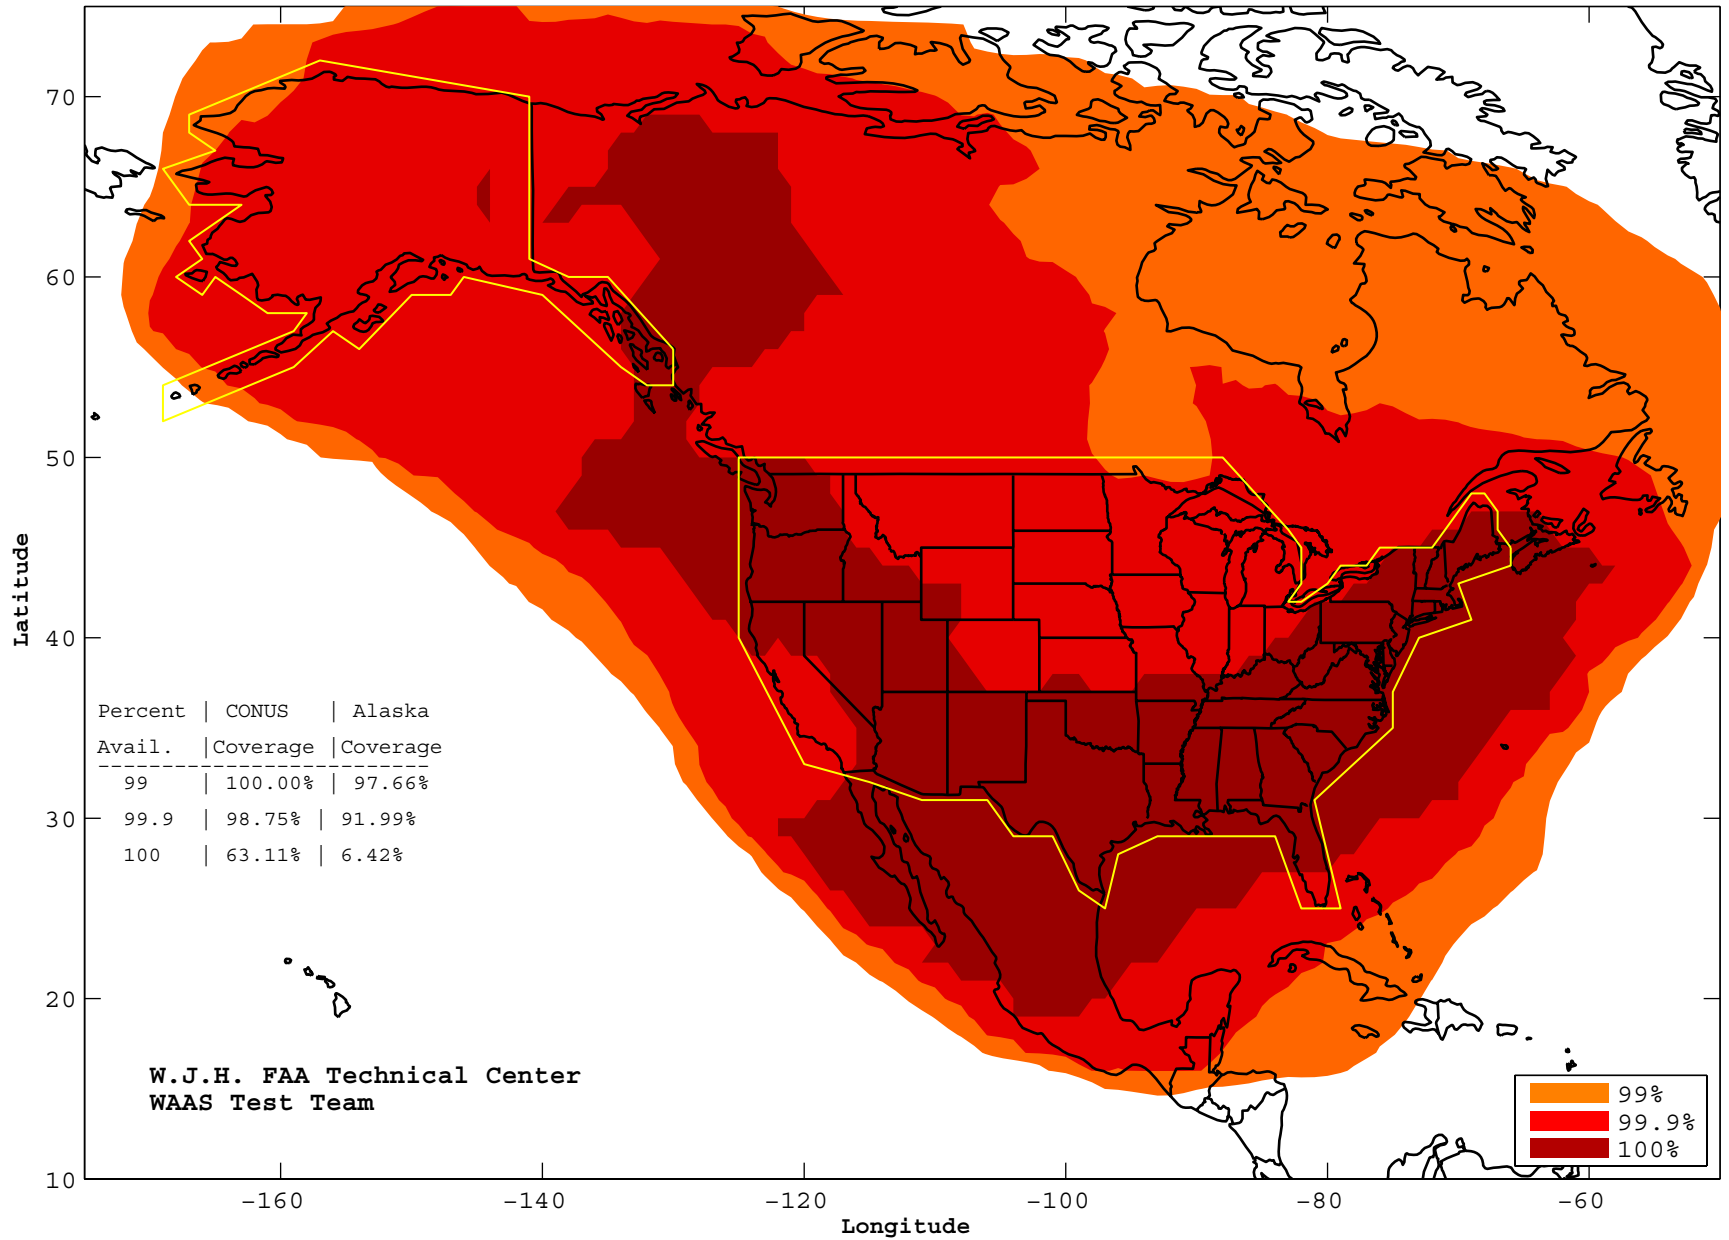 70
60
50
40
30
20
10
Latitude
Percent | CONUS | Alaska
Avail. |Coverage |Coverage
--------------------------
99 | 100.00% | 97.66%
99.9 | 98.75% | 91.99%
100 | 63.11% | 6.42%
W.J.H. FAA Technical Center
WAAS Test Team
99%
99.9%
100%
-160 -140 -120 -100 -80 -60
Longitude